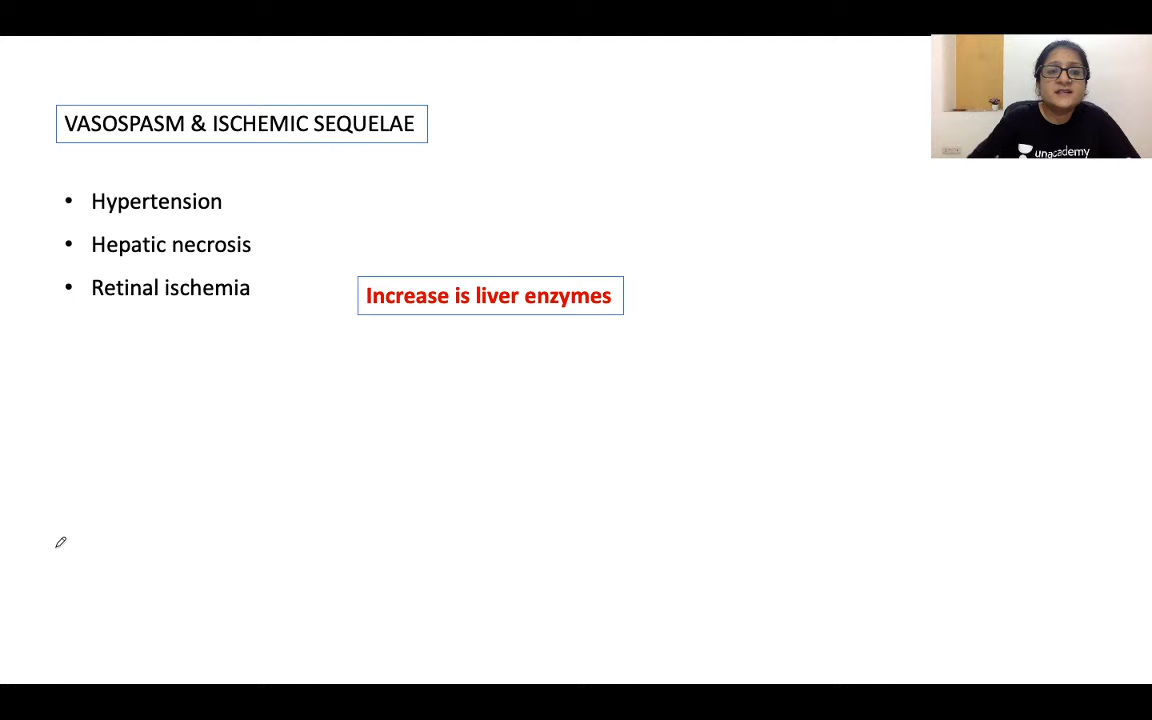 VASOSPASM & ISCHEMIC SEQUELAE
unacademy
• Hypertension
• Hepatic necrosis
• Retinal ischemia
Increase is liver enzymes